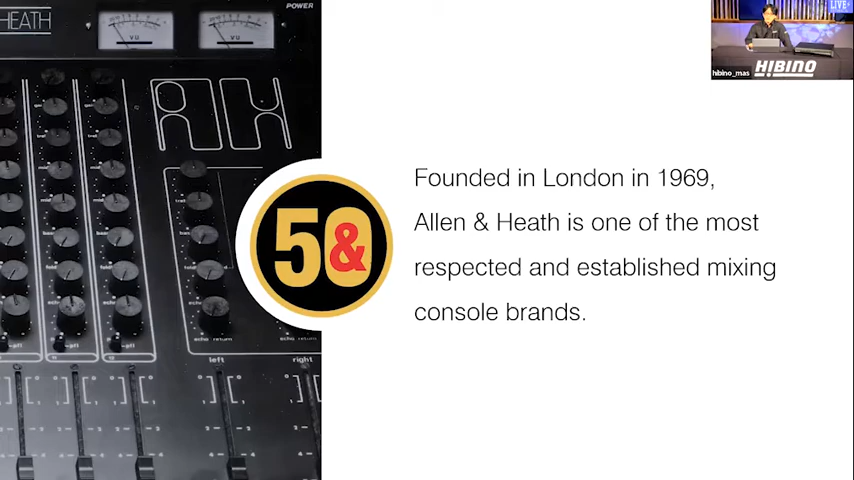 HEATH
POWER
VU
VU
LIVE+
HIBINO
hibino_mas
50&
Founded in London in 1969,
Allen & Heath is one of the most
respected and established mixing
console brands.
echo return
left
right